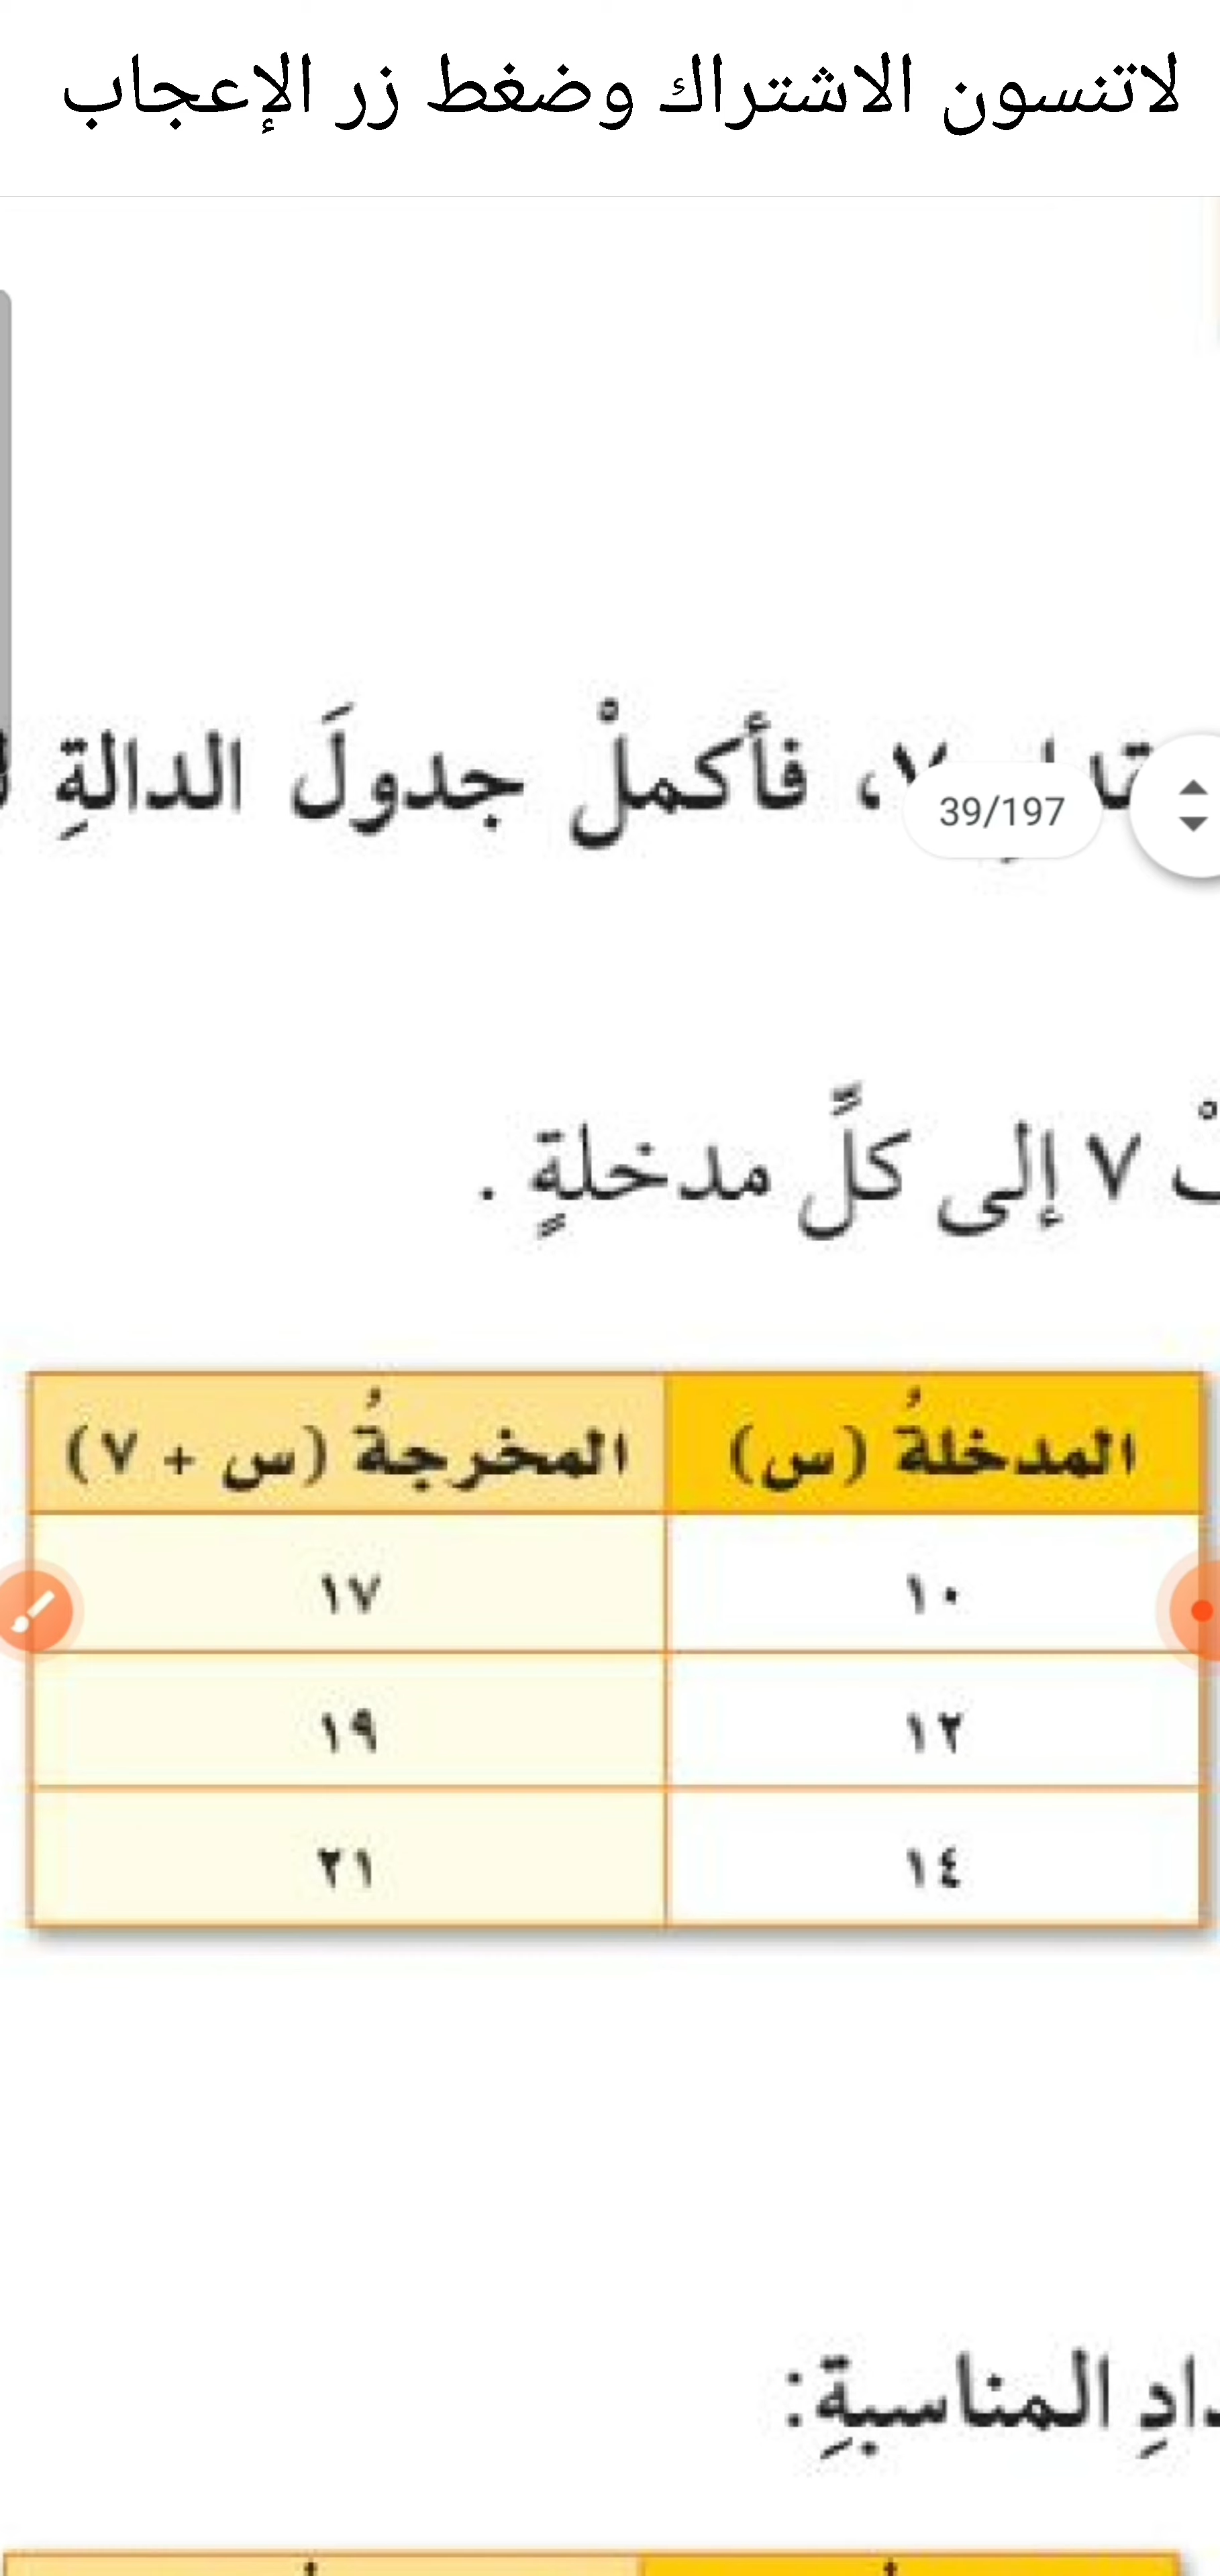 لاتنسون الاشتراك وضغط زر الإعجاب
٧، فأكملْ جدولَ الدالةِ
39/197
٧ إلى كلِّ مدخلةٍ .
المدخلةُ (س) المخرجةُ (س + ٧)
١٠ ١٧
١٢ ١٩
١٤ ٢١
المناسبةِ: